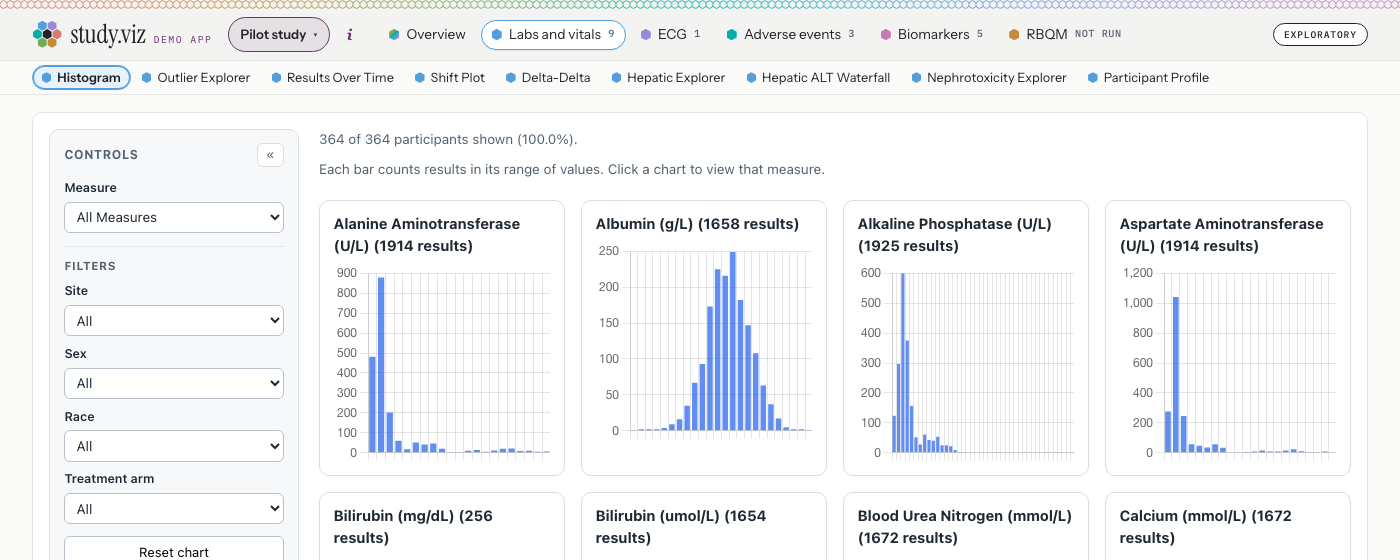 study.viz DEMO APP Pilot study i Overview Labs and vitals 9 ECG 1 Adverse events 3 Biomarkers 5 RBQM NOT RUN EXPLORATORY
Histogram Outlier Explorer Results Over Time Shift Plot Delta-Delta Hepatic Explorer Hepatic ALT Waterfall Nephrotoxicity Explorer Participant Profile
CONTROLS «
Measure
All Measures
FILTERS
Site
All
Sex
All
Race
All
Treatment arm
All
Reset chart
364 of 364 participants shown (100.0%).
Each bar counts results in its range of values. Click a chart to view that measure.
Alanine Aminotransferase
(U/L) (1914 results)
900
800
700
600
500
400
300
200
100
0
Albumin (g/L) (1658 results)
250
200
150
100
50
0
Alkaline Phosphatase (U/L)
(1925 results)
600
500
400
300
200
100
0
Aspartate Aminotransferase
(U/L) (1914 results)
1,200
1,000
800
600
400
200
0
Bilirubin (mg/dL) (256
results)
Bilirubin (umol/L) (1654
results)
Blood Urea Nitrogen (mmol/L)
(1672 results)
Calcium (mmol/L) (1672
results)